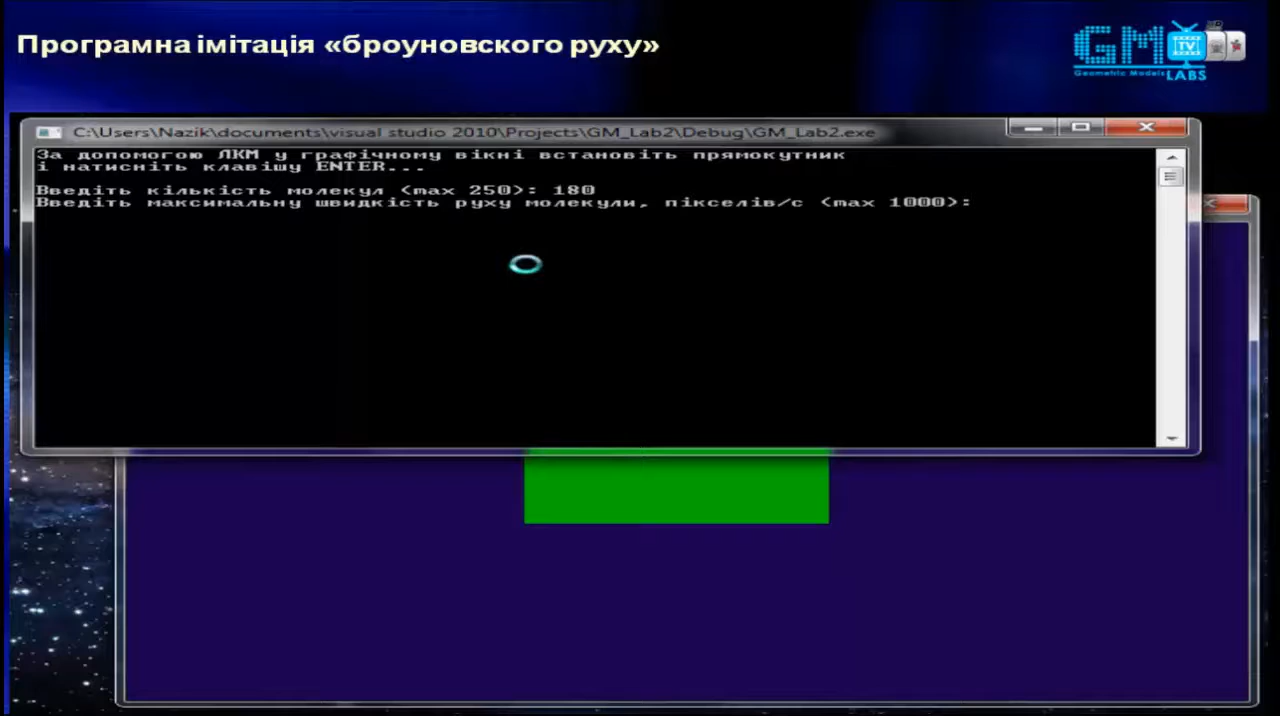 Програмна імітація «броуновского руху»
GM TV 3D
Geometric Models LABS
C:\Users\Nazik\documents\visual studio 2010\Projects\GM_Lab2\Debug\GM_Lab2.exe
За допомогою ЛКМ у графічному вікні встановіть прямокутник
і натисніть клавішу ENTER...
Введіть кількість молекул (max 250): 180
Введіть максимальну швидкість руху молекули, пікселів/с (max 1000):